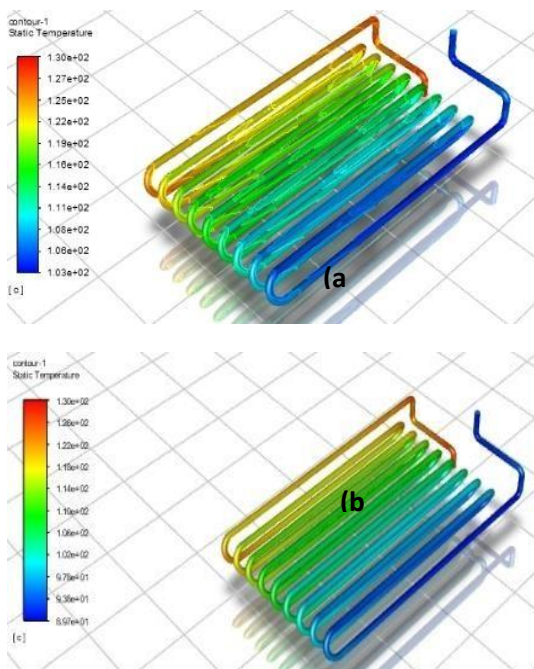 contour-1
Static Temperature
1.30e+02
1.27e+02
1.25e+02
1.22e+02
1.19e+02
1.17e+02
1.14e+02
1.11e+02
1.08e+02
1.06e+02
1.03e+02
[c]
(a
contour-1
Static Temperature
1.30e+02
1.26e+02
1.22e+02
1.18e+02
1.14e+02
1.10e+02
1.06e+02
1.02e+02
9.78e+01
9.38e+01
8.97e+01
[c]
(b